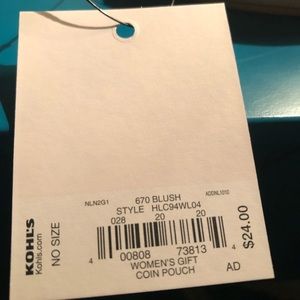 KOHL'S
Kohls.com
NO SIZE
NLN2G1
670 BLUSH
ADDNL1010
STYLE HLC94WL04
028 20 20
4 00808 73813 4
WOMEN'S GIFT
COIN POUCH
AD
$24.00